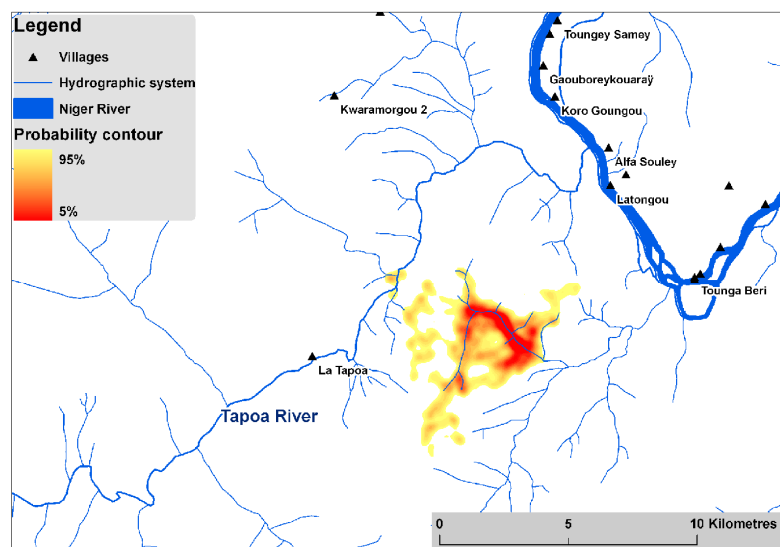 Legend
Villages
Hydrographic system
Niger River
Probability contour
95%
5%
Toungey Samey
Gaouboreykouaraÿ
Kwaramorgou 2
Koro Goungou
Alfa Souley
Latongou
Tounga Beri
La Tapoa
Tapoa River
0 5 10 Kilometres